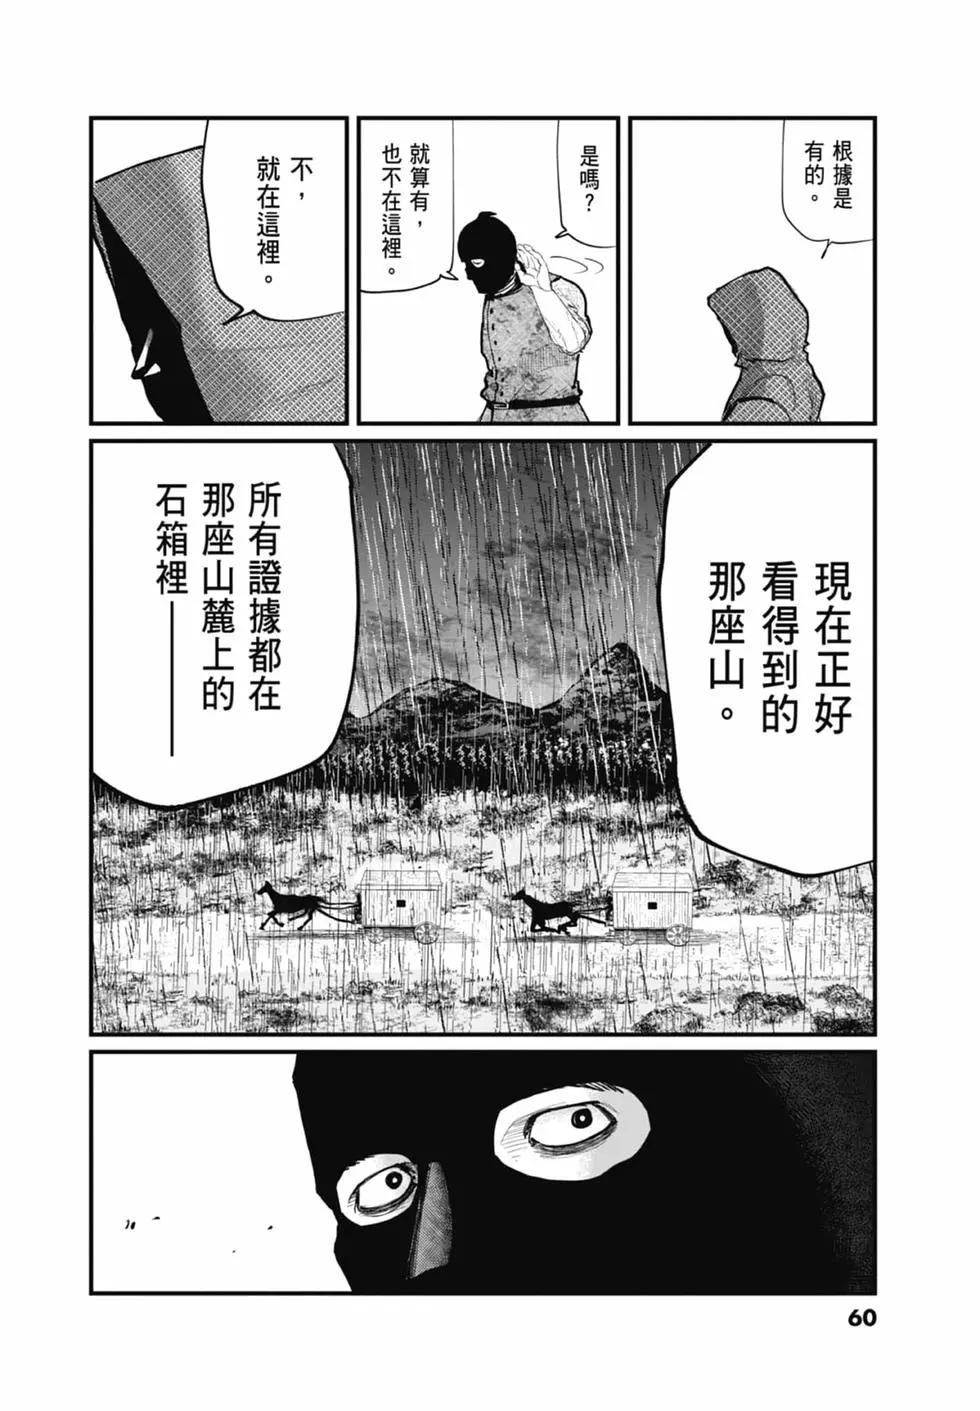 根據是
有的。
是嗎？
就算有，
也不在這裡。
不，
就在這裡。
現在正好
看得到的
那座山。
所有證據都在
那座山麓上的
石箱裡——
60